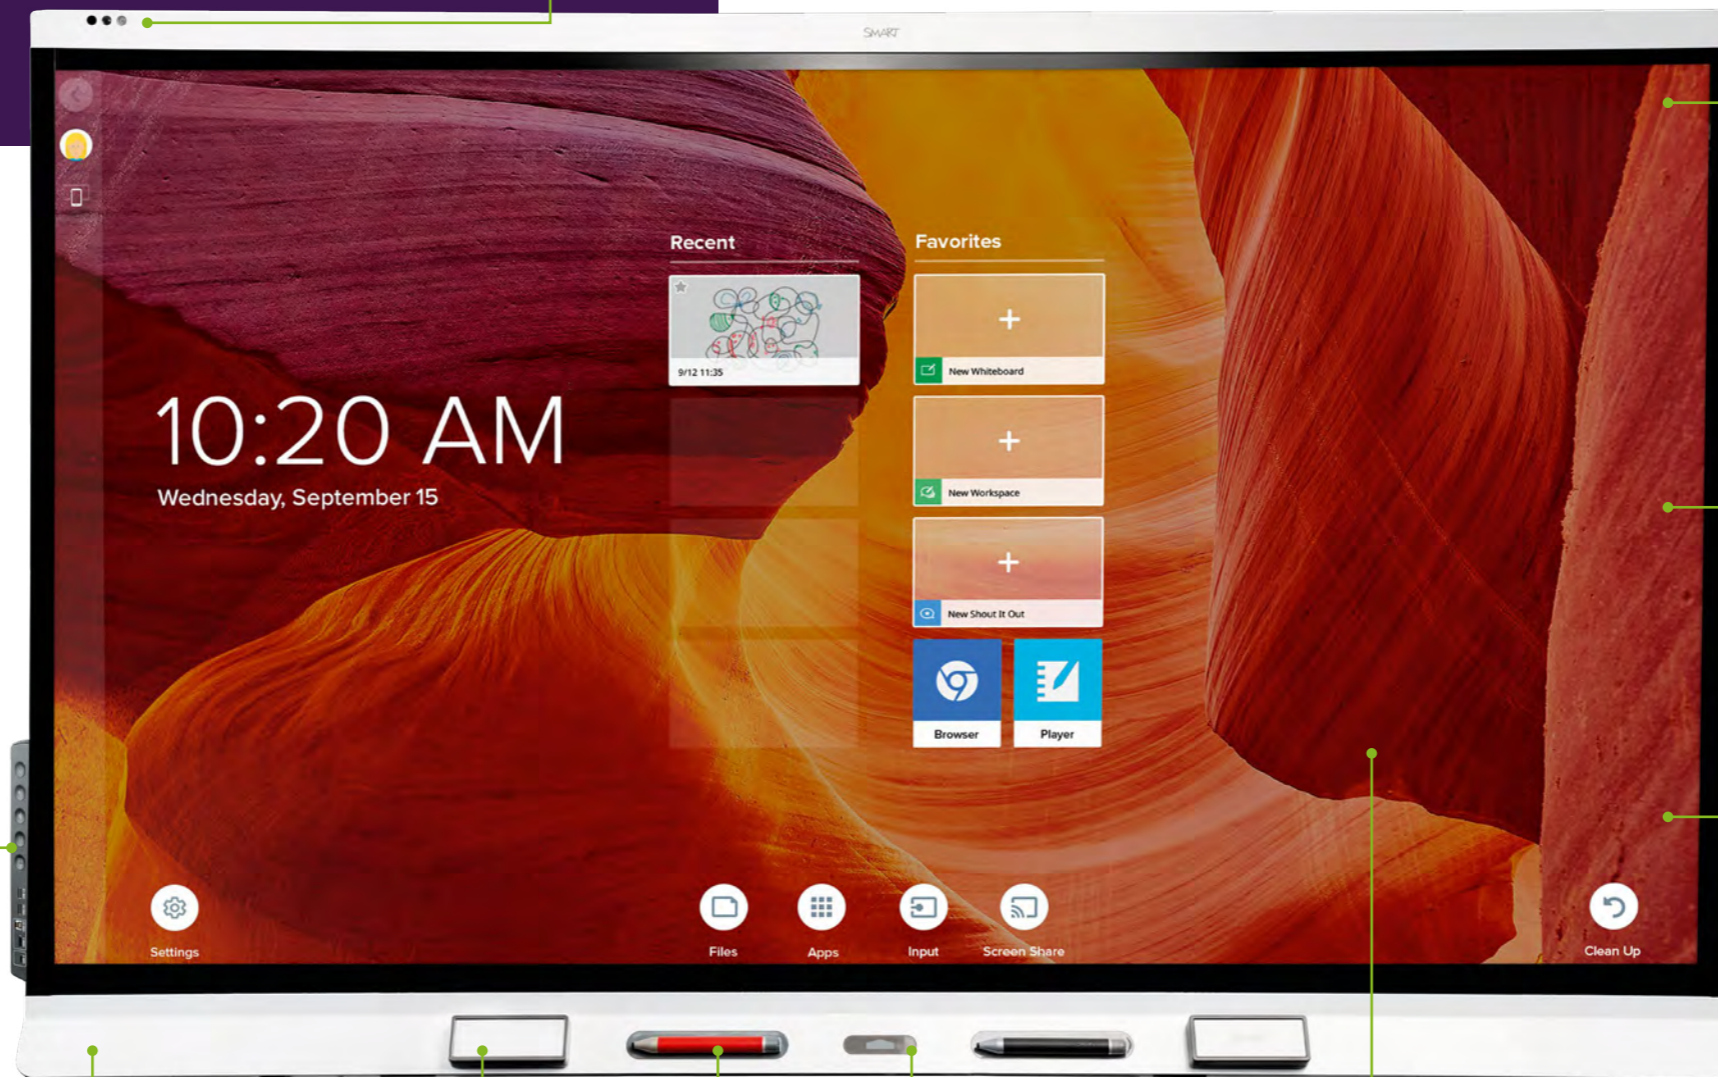 SMART
Recent
Favorites
9/12 11:35
New Whiteboard
10:20 AM
Wednesday, September 15
New Workspace
New Shout It Out
Browser
Player
Settings
Files
Apps
Input
Screen Share
Clean Up